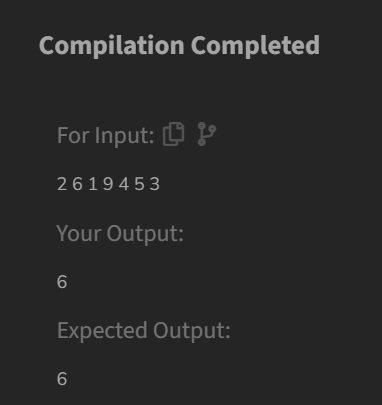 Compilation Completed
For Input:
2 6 1 9 4 5 3
Your Output:
6
Expected Output:
6